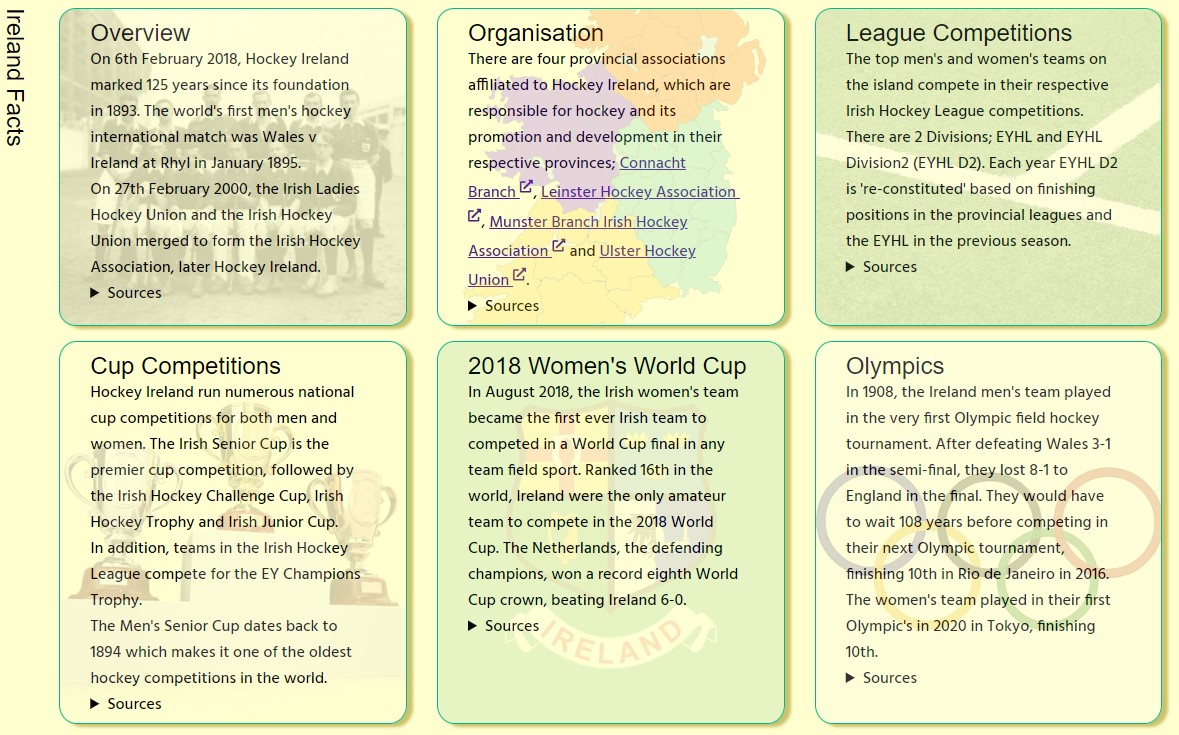 Ireland Facts
Overview
On 6th February 2018, Hockey Ireland
marked 125 years since its foundation
in 1893. The world's first men's hockey
international match was Wales v
Ireland at Rhyl in January 1895.
On 27th February 2000, the Irish Ladies
Hockey Union and the Irish Hockey
Union merged to form the Irish Hockey
Association, later Hockey Ireland.
▶ Sources
Organisation
There are four provincial associations
affiliated to Hockey Ireland, which are
responsible for hockey and its
promotion and development in their
respective provinces; Connacht
Branch, Leinster Hockey Association
, Munster Branch Irish Hockey
Association and Ulster Hockey
Union.
▶ Sources
League Competitions
The top men's and women's teams on
the island compete in their respective
Irish Hockey League competitions.
There are 2 Divisions; EYHL and EYHL
Division2 (EYHL D2). Each year EYHL D2
is 're-constituted' based on finishing
positions in the provincial leagues and
the EYHL in the previous season.
▶ Sources
Cup Competitions
Hockey Ireland run numerous national
cup competitions for both men and
women. The Irish Senior Cup is the
premier cup competition, followed by
the Irish Hockey Challenge Cup, Irish
Hockey Trophy and Irish Junior Cup.
In addition, teams in the Irish Hockey
League compete for the EY Champions
Trophy.
The Men's Senior Cup dates back to
1894 which makes it one of the oldest
hockey competitions in the world.
▶ Sources
2018 Women's World Cup
In August 2018, the Irish women's team
became the first ever Irish team to
competed in a World Cup final in any
team field sport. Ranked 16th in the
world, Ireland were the only amateur
team to compete in the 2018 World
Cup. The Netherlands, the defending
champions, won a record eighth World
Cup crown, beating Ireland 6-0.
▶ Sources
IRELAND
Olympics
In 1908, the Ireland men's team played
in the very first Olympic field hockey
tournament. After defeating Wales 3-1
in the semi-final, they lost 8-1 to
England in the final. They would have
to wait 108 years before competing in
their next Olympic tournament,
finishing 10th in Rio de Janeiro in 2016.
The women's team played in their first
Olympic's in 2020 in Tokyo, finishing
10th.
▶ Sources